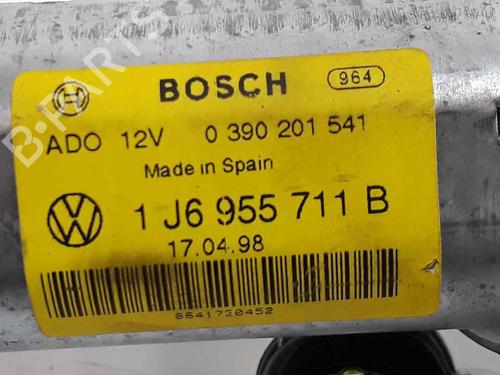 BOSCH 964
ADO 12V 0 390 201 541
Made in Spain
1 J6 955 711 B
17.04.98
8641730452
B-PARTS